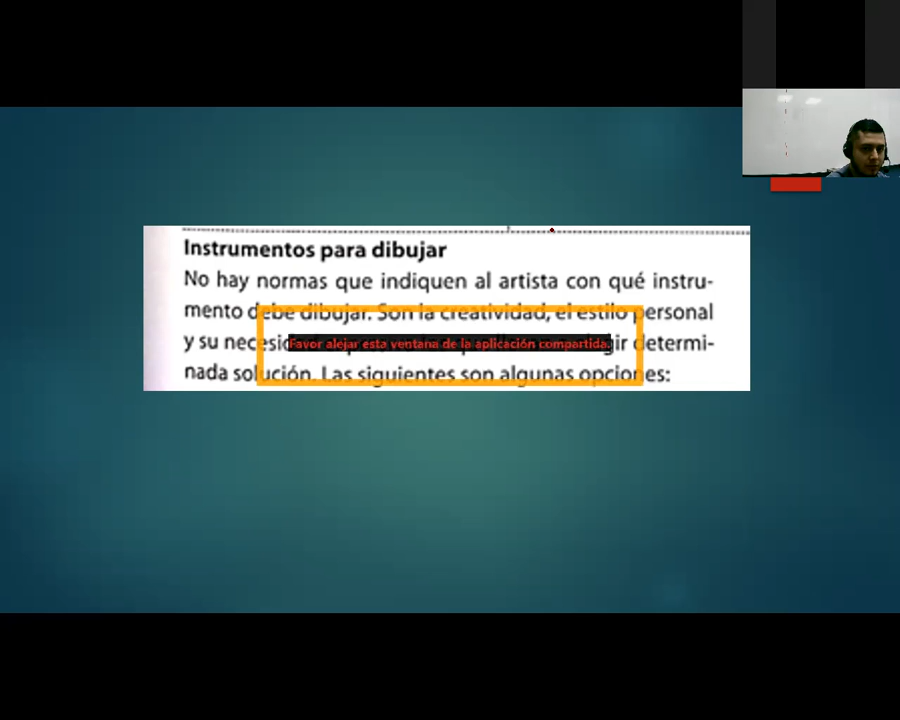 Instrumentos para dibujar
No hay normas que indiquen al artista con qué instru-
mento debe dibujar. Son la creatividad, el estilo personal
y su
Favor alejar esta ventana de la aplicación compartida.
determi-
nada solución. Las siguientes son algunas opciones: